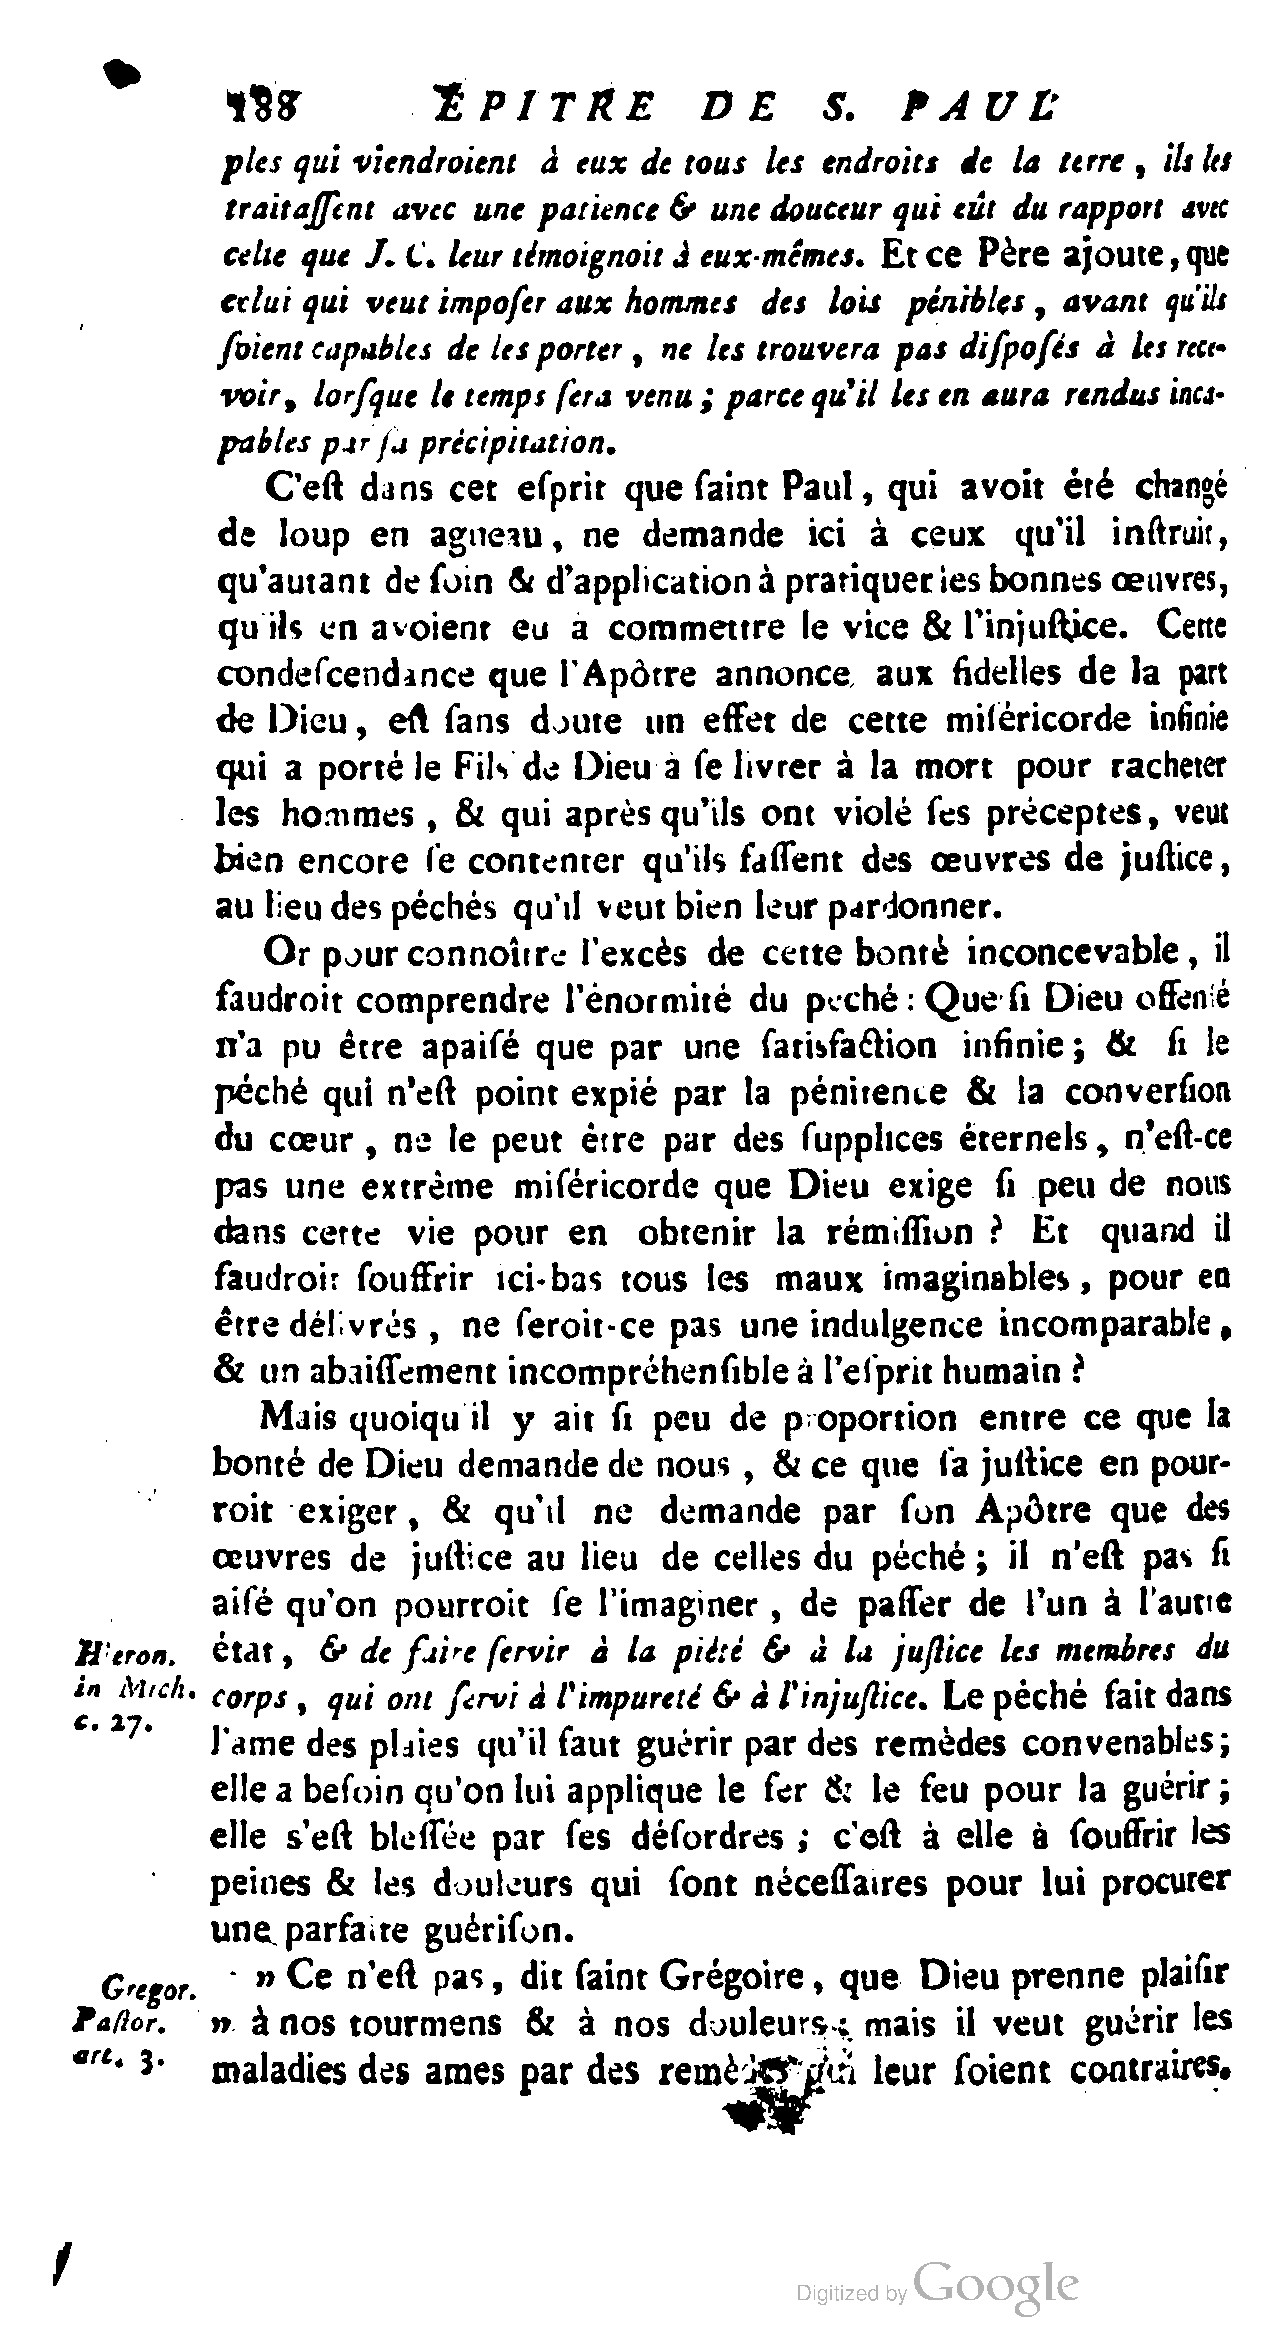 188 ÉPITRE DE S. PAUL
ples qui viendroient à eux de tous les endroits de la terre , ils les
traitaſſent avec une patience & une douceur qui eût du rapport avec
celle que J. C. leur témoignoit à eux-mêmes. Et ce Père ajoute, que
celui qui veut impoſer aux hommes des lois pénibles , avant qu'ils
ſoient capables de les porter , ne les trouvera pas diſpoſés à les rece-
voir, lorſque le temps ſera venu ; parce qu'il les en aura rendus inca-
pables par ſa précipitation.
C'eſt dans cet eſprit que ſaint Paul , qui avoit été changé
de loup en agneau , ne demande ici à ceux qu'il inſtruit,
qu'autant de ſoin & d'application à pratiquer les bonnes œuvres,
qu'ils en avoient eu à commettre le vice & l'injuſtice. Cette
condeſcendance que l'Apôtre annonce aux fidelles de la part
de Dieu , eſt ſans doute un effet de cette miſéricorde infinie
qui a porté le Fils de Dieu à ſe livrer à la mort pour racheter
les hommes , & qui après qu'ils ont violé ſes préceptes, veut
bien encore ſe contenter qu'ils faſſent des œuvres de juſtice,
au lieu des péchés qu'il veut bien leur pardonner.
Or pour connoître l'excès de cette bonté inconcevable , il
faudroit comprendre l'énormité du péché : Que ſi Dieu offenſé
n'a pu être apaiſé que par une ſatisfaction infinie ; & ſi le
péché qui n'eſt point expié par la pénitence & la converſion
du cœur , ne le peut être par des ſupplices éternels , n'eſt-ce
pas une extrème miſéricorde que Dieu exige ſi peu de nous
dans cette vie pour en obtenir la rémiſſion ? Et quand il
faudroit ſouffrir ici-bas tous les maux imaginables , pour en
être délivrés , ne ſeroit-ce pas une indulgence incomparable ,
& un abaiſſement incompréhenſible à l'eſprit humain ?
Mais quoiqu'il y ait ſi peu de proportion entre ce que la
bonté de Dieu demande de nous , & ce que ſa juſtice en pour-
roit exiger , & qu'il ne demande par ſon Apôtre que des
œuvres de juſtice au lieu de celles du péché ; il n'eſt pas ſi
aiſé qu'on pourroit ſe l'imaginer , de paſſer de l'un à l'autre
Hieron. état , & de faire ſervir à la piété & à la juſtice les membres du
in Mich. corps , qui ont ſervi à l'impureté & à l'injuſtice. Le péché fait dans
c. 27. l'ame des plaies qu'il faut guérir par des remèdes convenables ;
elle a beſoin qu'on lui applique le fer & le feu pour la guérir ;
elle s'eſt bleſſée par ſes déſordres ; c'eſt à elle à ſouffrir les
peines & les douleurs qui ſont néceſſaires pour lui procurer
une parfaite guériſon.
Gregor. » Ce n'eſt pas, dit ſaint Grégoire, que Dieu prenne plaiſir
Paſtor. » à nos tourmens & à nos douleurs ; mais il veut guérir les
art. 3. maladies des ames par des remèdes qui leur ſoient contraires.
Digitized by Google